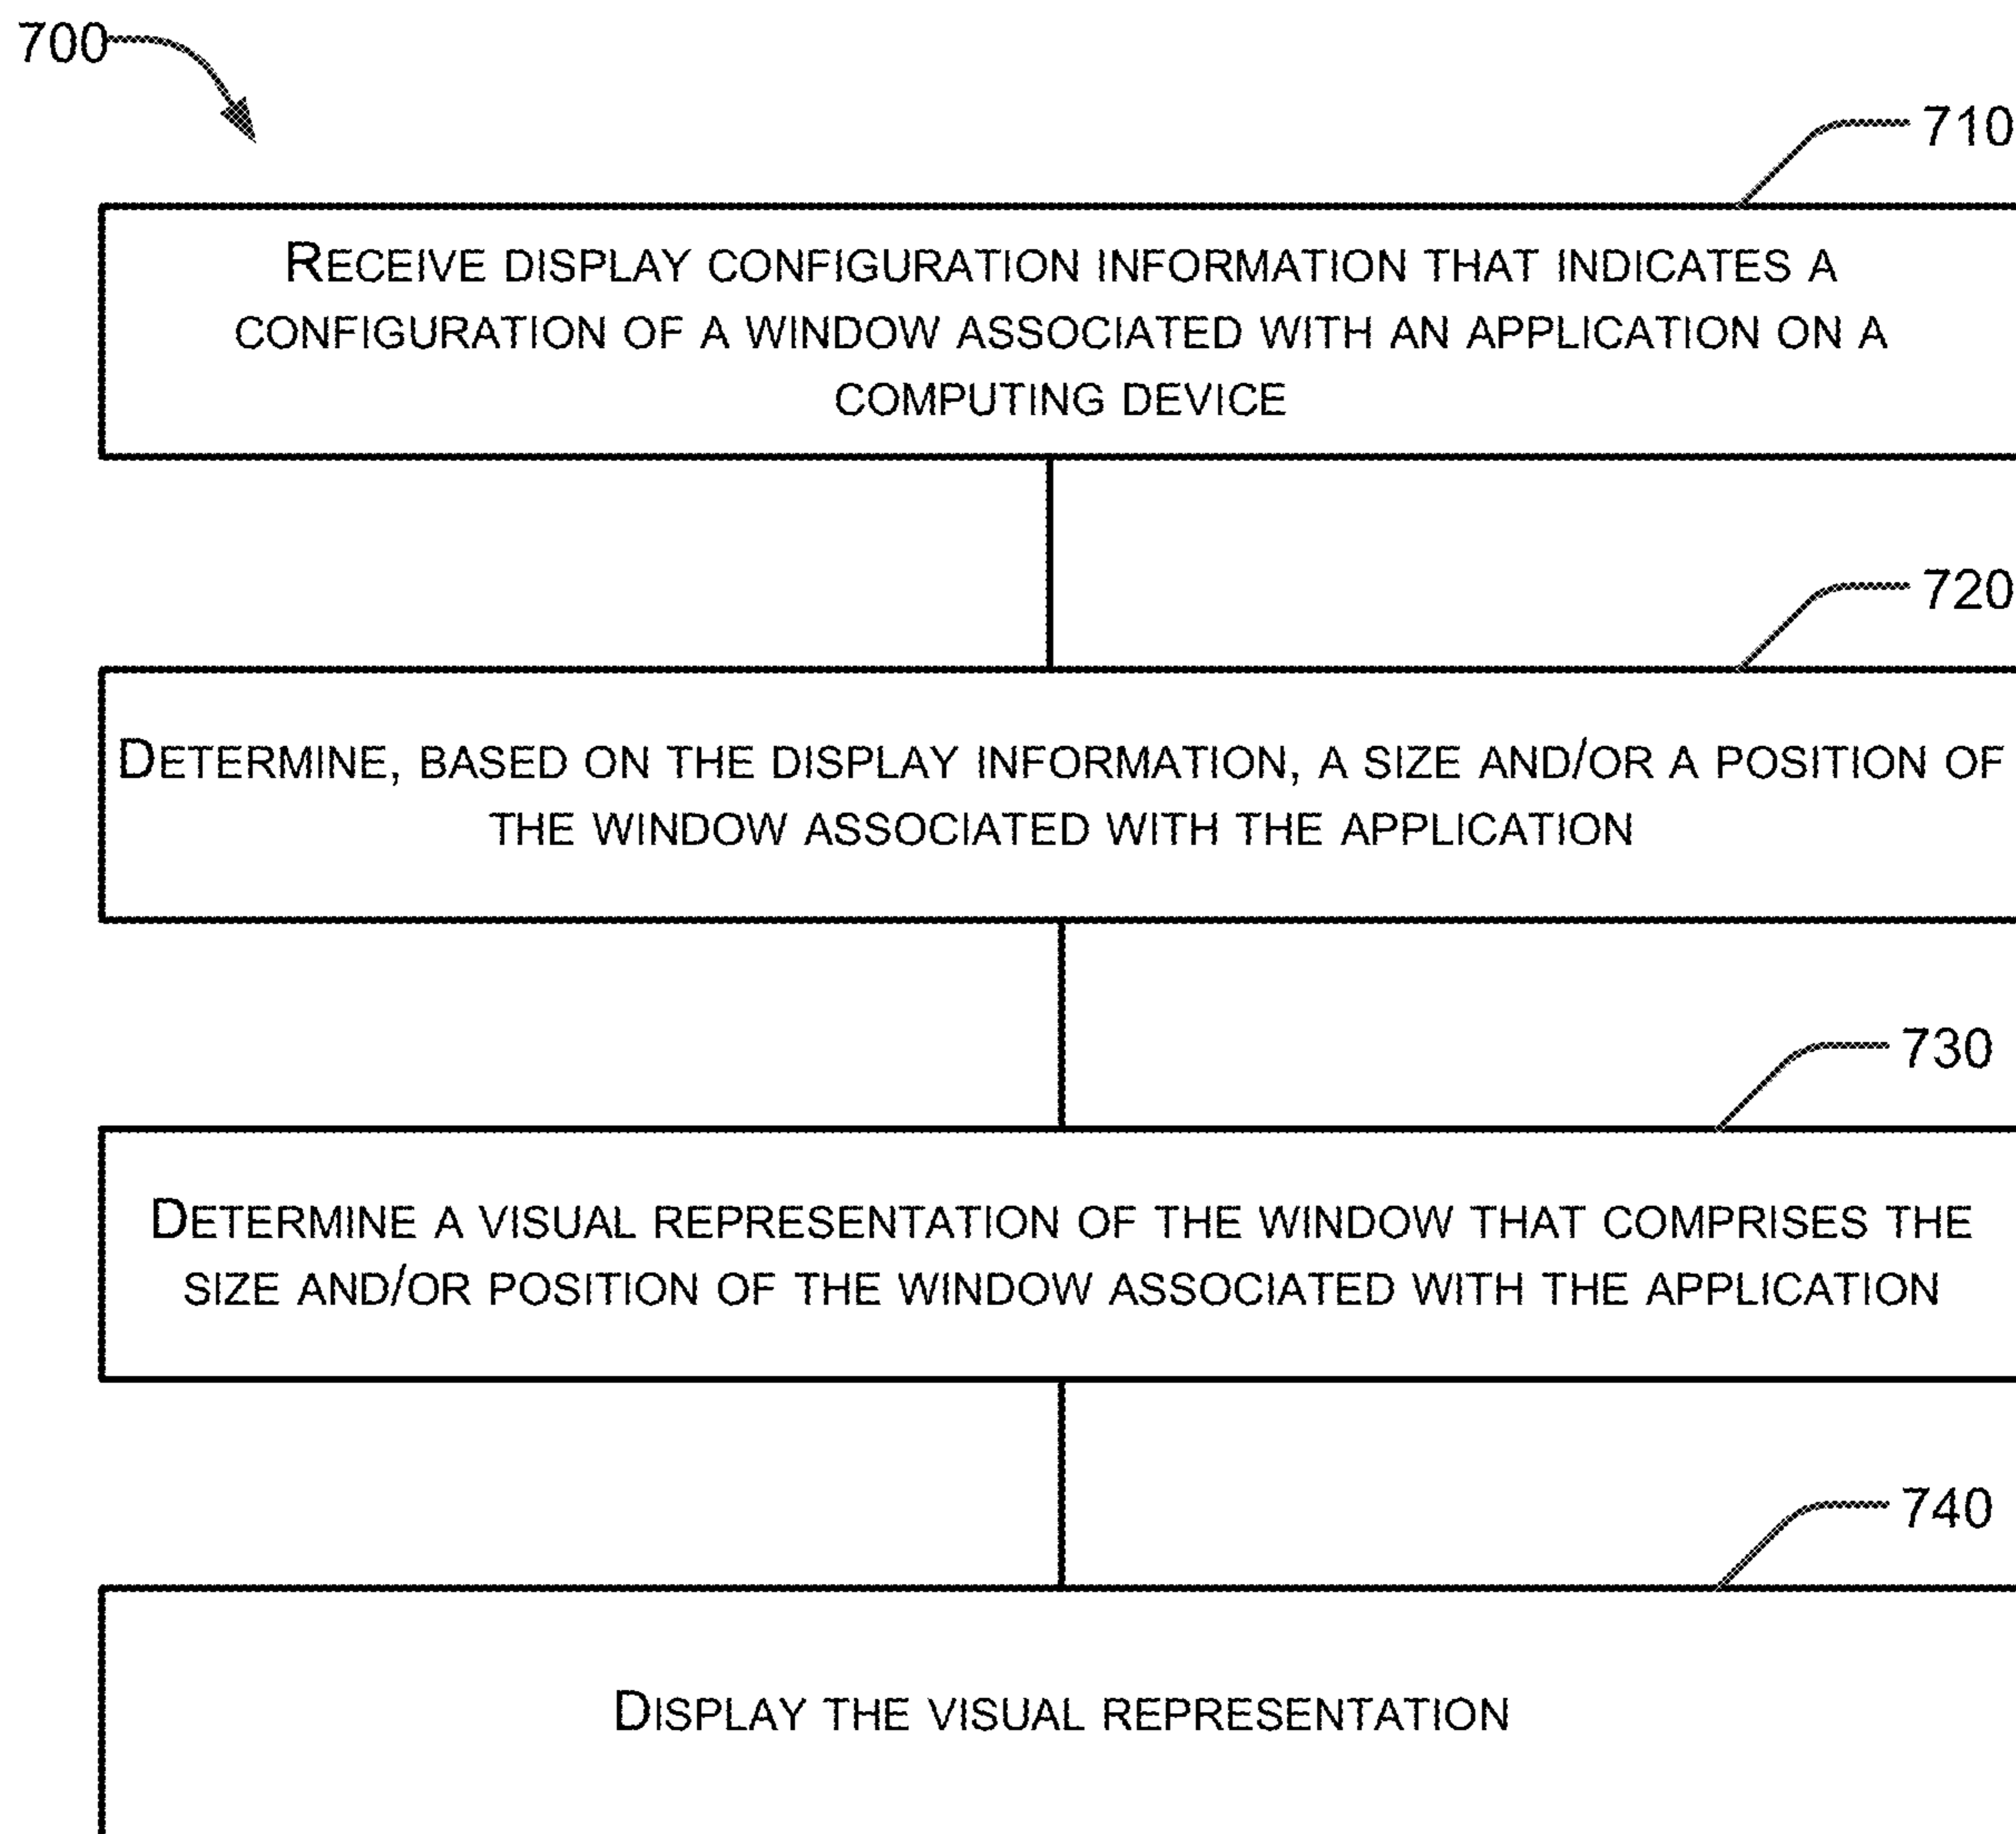 700
710
RECEIVE DISPLAY CONFIGURATION INFORMATION THAT INDICATES A
CONFIGURATION OF A WINDOW ASSOCIATED WITH AN APPLICATION ON A
COMPUTING DEVICE
720
DETERMINE, BASED ON THE DISPLAY INFORMATION, A SIZE AND/OR A POSITION OF
THE WINDOW ASSOCIATED WITH THE APPLICATION
730
DETERMINE A VISUAL REPRESENTATION OF THE WINDOW THAT COMPRISES THE
SIZE AND/OR POSITION OF THE WINDOW ASSOCIATED WITH THE APPLICATION
740
DISPLAY THE VISUAL REPRESENTATION